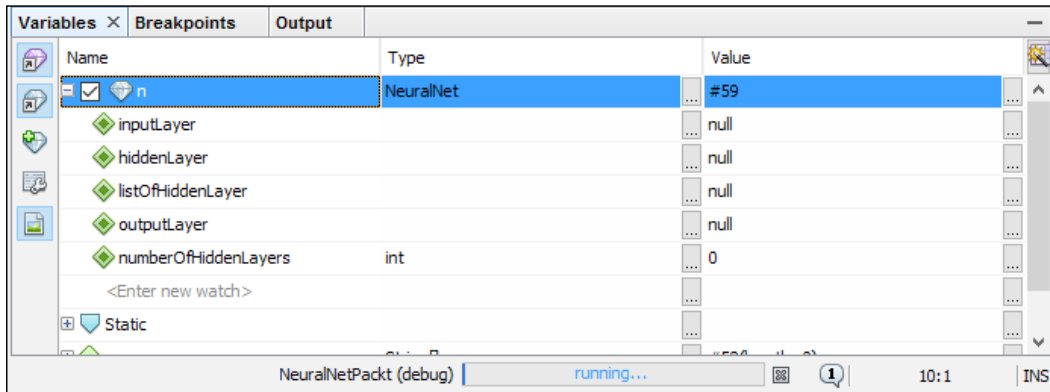 Variables × Breakpoints Output
Name Type Value
n NeuralNet ... #59
inputLayer ... null ...
hiddenLayer ... null ...
listOfHiddenLayer ... null ...
outputLayer ... null ...
numberOfHiddenLayers int ... 0 ...
<Enter new watch> ... ...
Static ... ...
NeuralNetPackt (debug) running... 1 10:1 INS